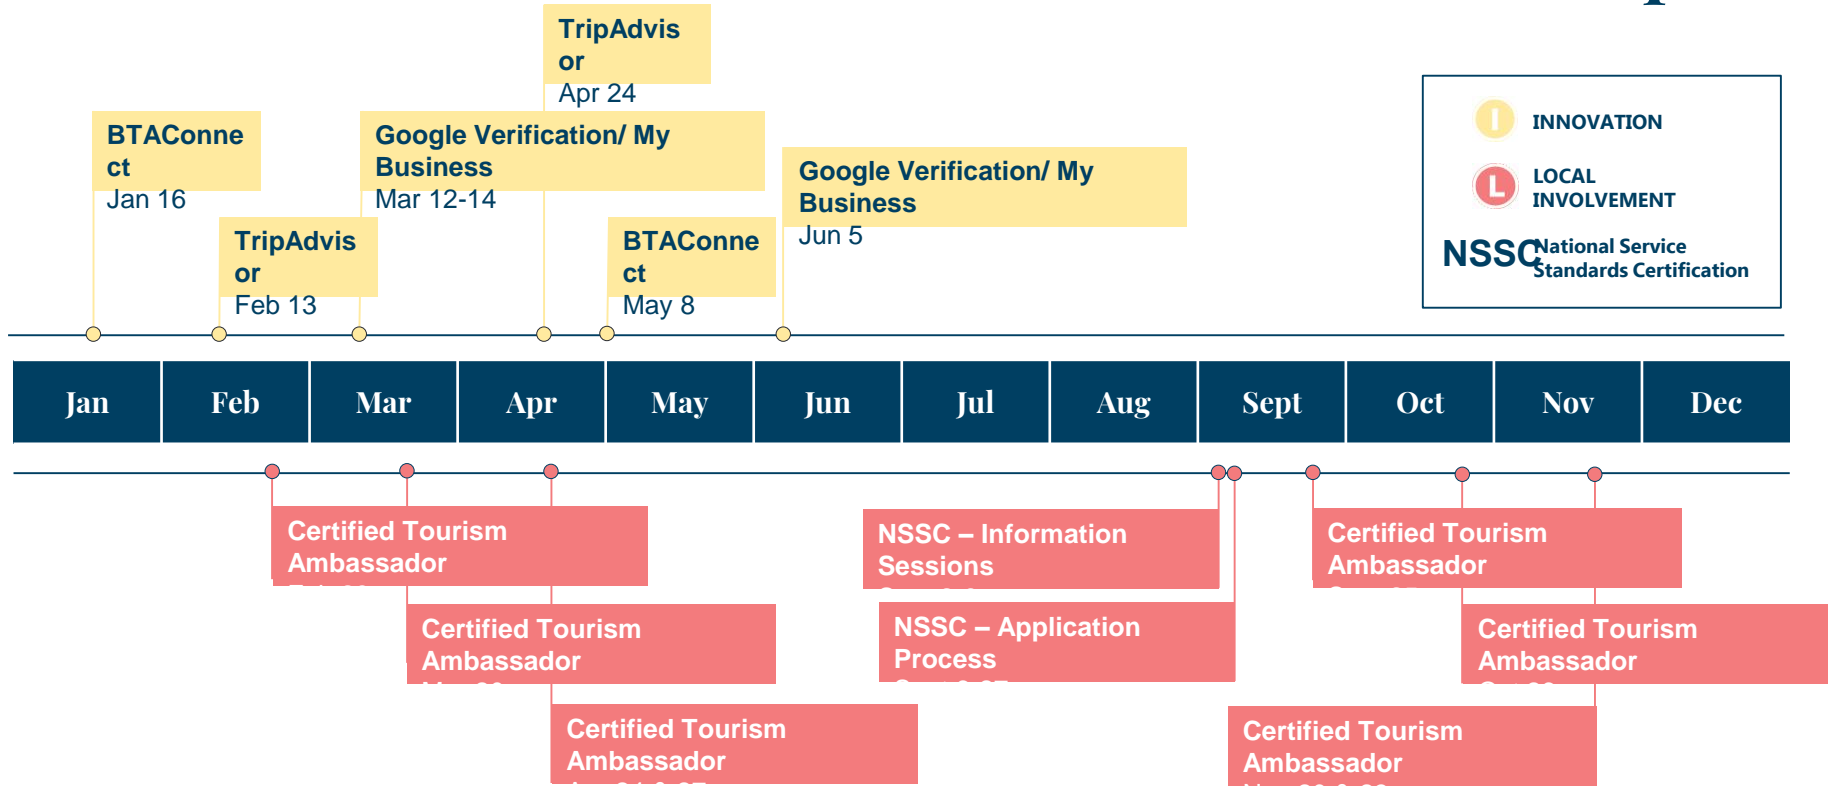 TripAdvis
or
Apr 24
BTAConne
ct
Jan 16
Google Verification/ My
Business
Mar 12-14
Google Verification/ My
Business
Jun 5
TripAdvis
or
Feb 13
BTAConne
ct
May 8
I
INNOVATION
L
LOCAL
INVOLVEMENT
NSSC
National Service
Standards Certification
Jan
Feb
Mar
Apr
May
Jun
Jul
Aug
Sept
Oct
Nov
Dec
Certified Tourism
Ambassador
NSSC – Information
Sessions
Certified Tourism
Ambassador
Certified Tourism
Ambassador
NSSC – Application
Process
Certified Tourism
Ambassador
Certified Tourism
Ambassador
Certified Tourism
Ambassador